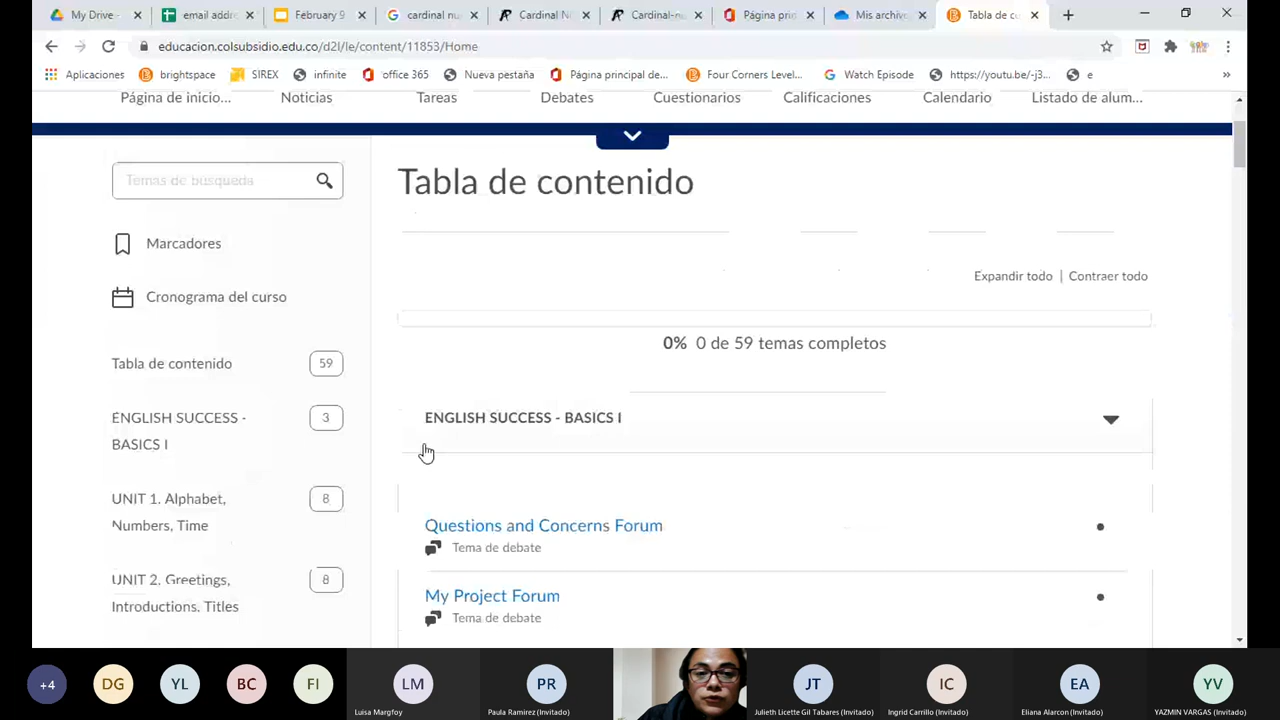 My Drive -
email addre
February 9
cardinal nu
Cardinal N
Cardinal-nu
Página prin
Mis archivo
Tabla de co
educacion.colsubsidio.edu.co/d2l/le/content/11853/Home
Aplicaciones
brightspace
SIREX
infinite
office 365
Nueva pestaña
Página principal de...
Four Corners Level...
Watch Episode
https://youtu.be/-j3...
e
»
Página de inicio...
Noticias
Tareas
Debates
Cuestionarios
Calificaciones
Calendario
Listado de alum...
Temas de búsqueda
Marcadores
Cronograma del curso
Tabla de contenido 59
ENGLISH SUCCESS - 3
BASICS I
UNIT 1. Alphabet, 8
Numbers, Time
UNIT 2. Greetings, 8
Introductions. Titles
Tabla de contenido
Expandir todo | Contraer todo
0% 0 de 59 temas completos
ENGLISH SUCCESS - BASICS I
Questions and Concerns Forum
Tema de debate
My Project Forum
Tema de debate
+4
DG
YL
BC
FI
LM
Luisa Margfoy
PR
Paula Ramirez (Invitado)
JT
Julieth Licette Gil Tabares (Invitado)
IC
Ingrid Carrillo (Invitado)
EA
Eliana Alarcon (Invitado)
YV
YAZMIN VARGAS (Invitado)